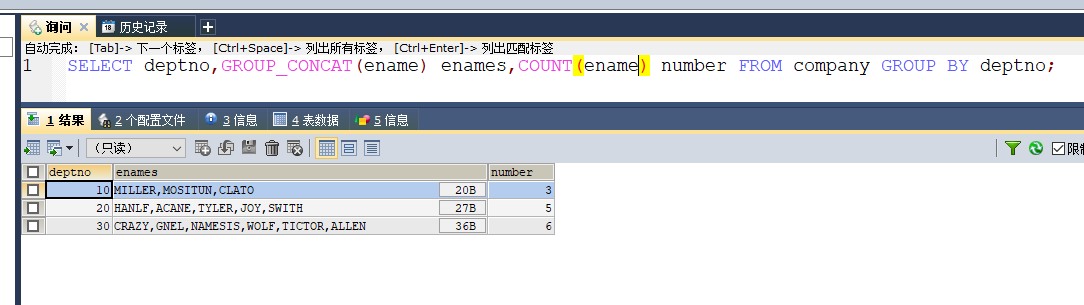 询问 历史记录
自动完成: [Tab]-> 下一个标签, [Ctrl+Space]-> 列出所有标签, [Ctrl+Enter]-> 列出匹配标签
1 SELECT deptno,GROUP_CONCAT(ename) enames,COUNT(ename) number FROM company GROUP BY deptno;
1 结果 2 个配置文件 3 信息 4 表数据 5 信息
(只读) 限制
deptno enames number
10 MILLER,MOSITUN,CLATO 20B 3
20 HANLF,ACANE,TYLER,JOY,SWITH 27B 5
30 CRAZY,GNEL,NAMESIS,WOLF,TICTOR,ALLEN 36B 6